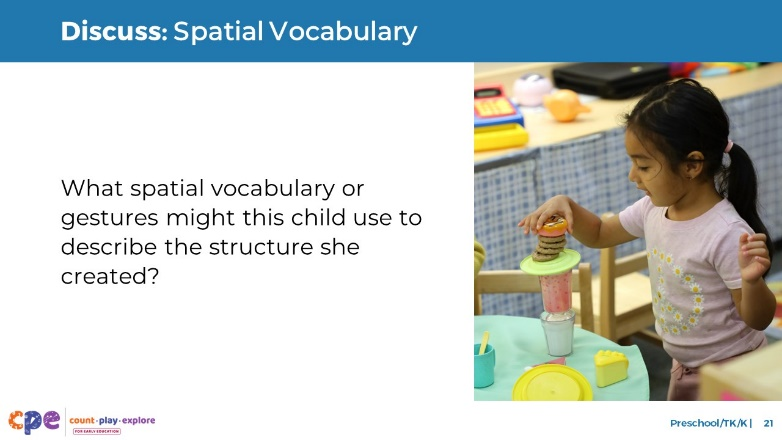 Discuss: Spatial Vocabulary
What spatial vocabulary or
gestures might this child use to
describe the structure she
created?
cpe
count·play·explore
FOR EARLY EDUCATION
Preschool/TK/K | 21